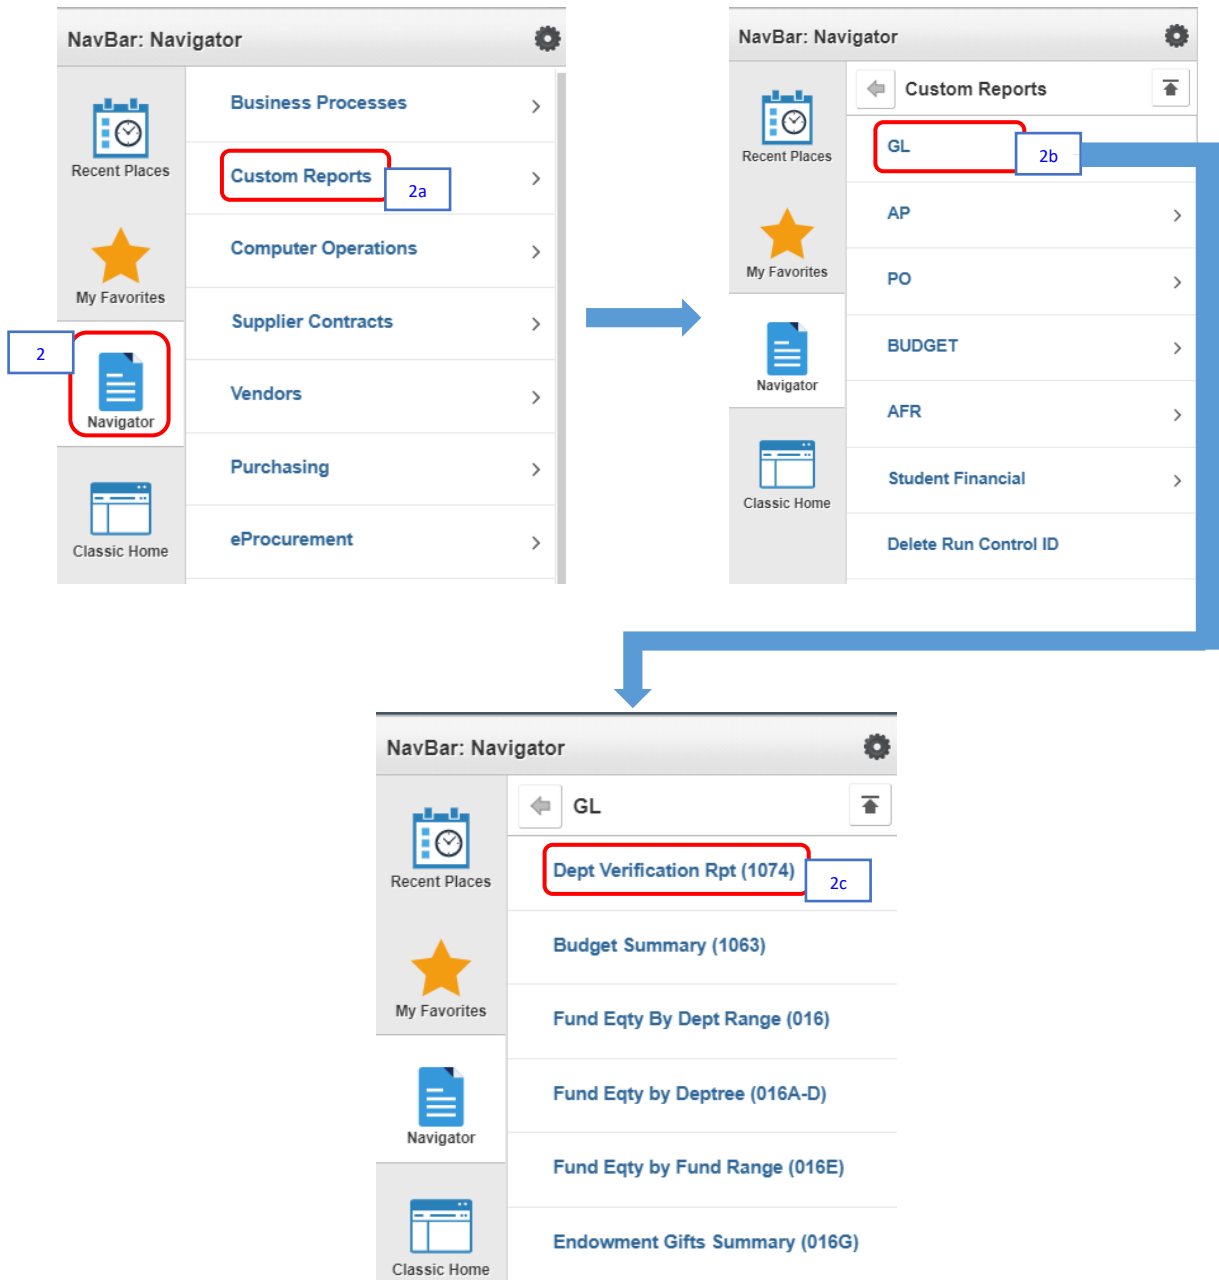 NavBar: Navigator
Recent Places
My Favorites
2
Navigator
Classic Home
Business Processes
Custom Reports
2a
Computer Operations
Supplier Contracts
Vendors
Purchasing
eProcurement
NavBar: Navigator
Recent Places
My Favorites
Navigator
Classic Home
Custom Reports
GL
2b
AP
PO
BUDGET
AFR
Student Financial
Delete Run Control ID
NavBar: Navigator
Recent Places
My Favorites
Navigator
Classic Home
GL
Dept Verification Rpt (1074)
2c
Budget Summary (1063)
Fund Eqty By Dept Range (016)
Fund Eqty by Deptree (016A-D)
Fund Eqty by Fund Range (016E)
Endowment Gifts Summary (016G)